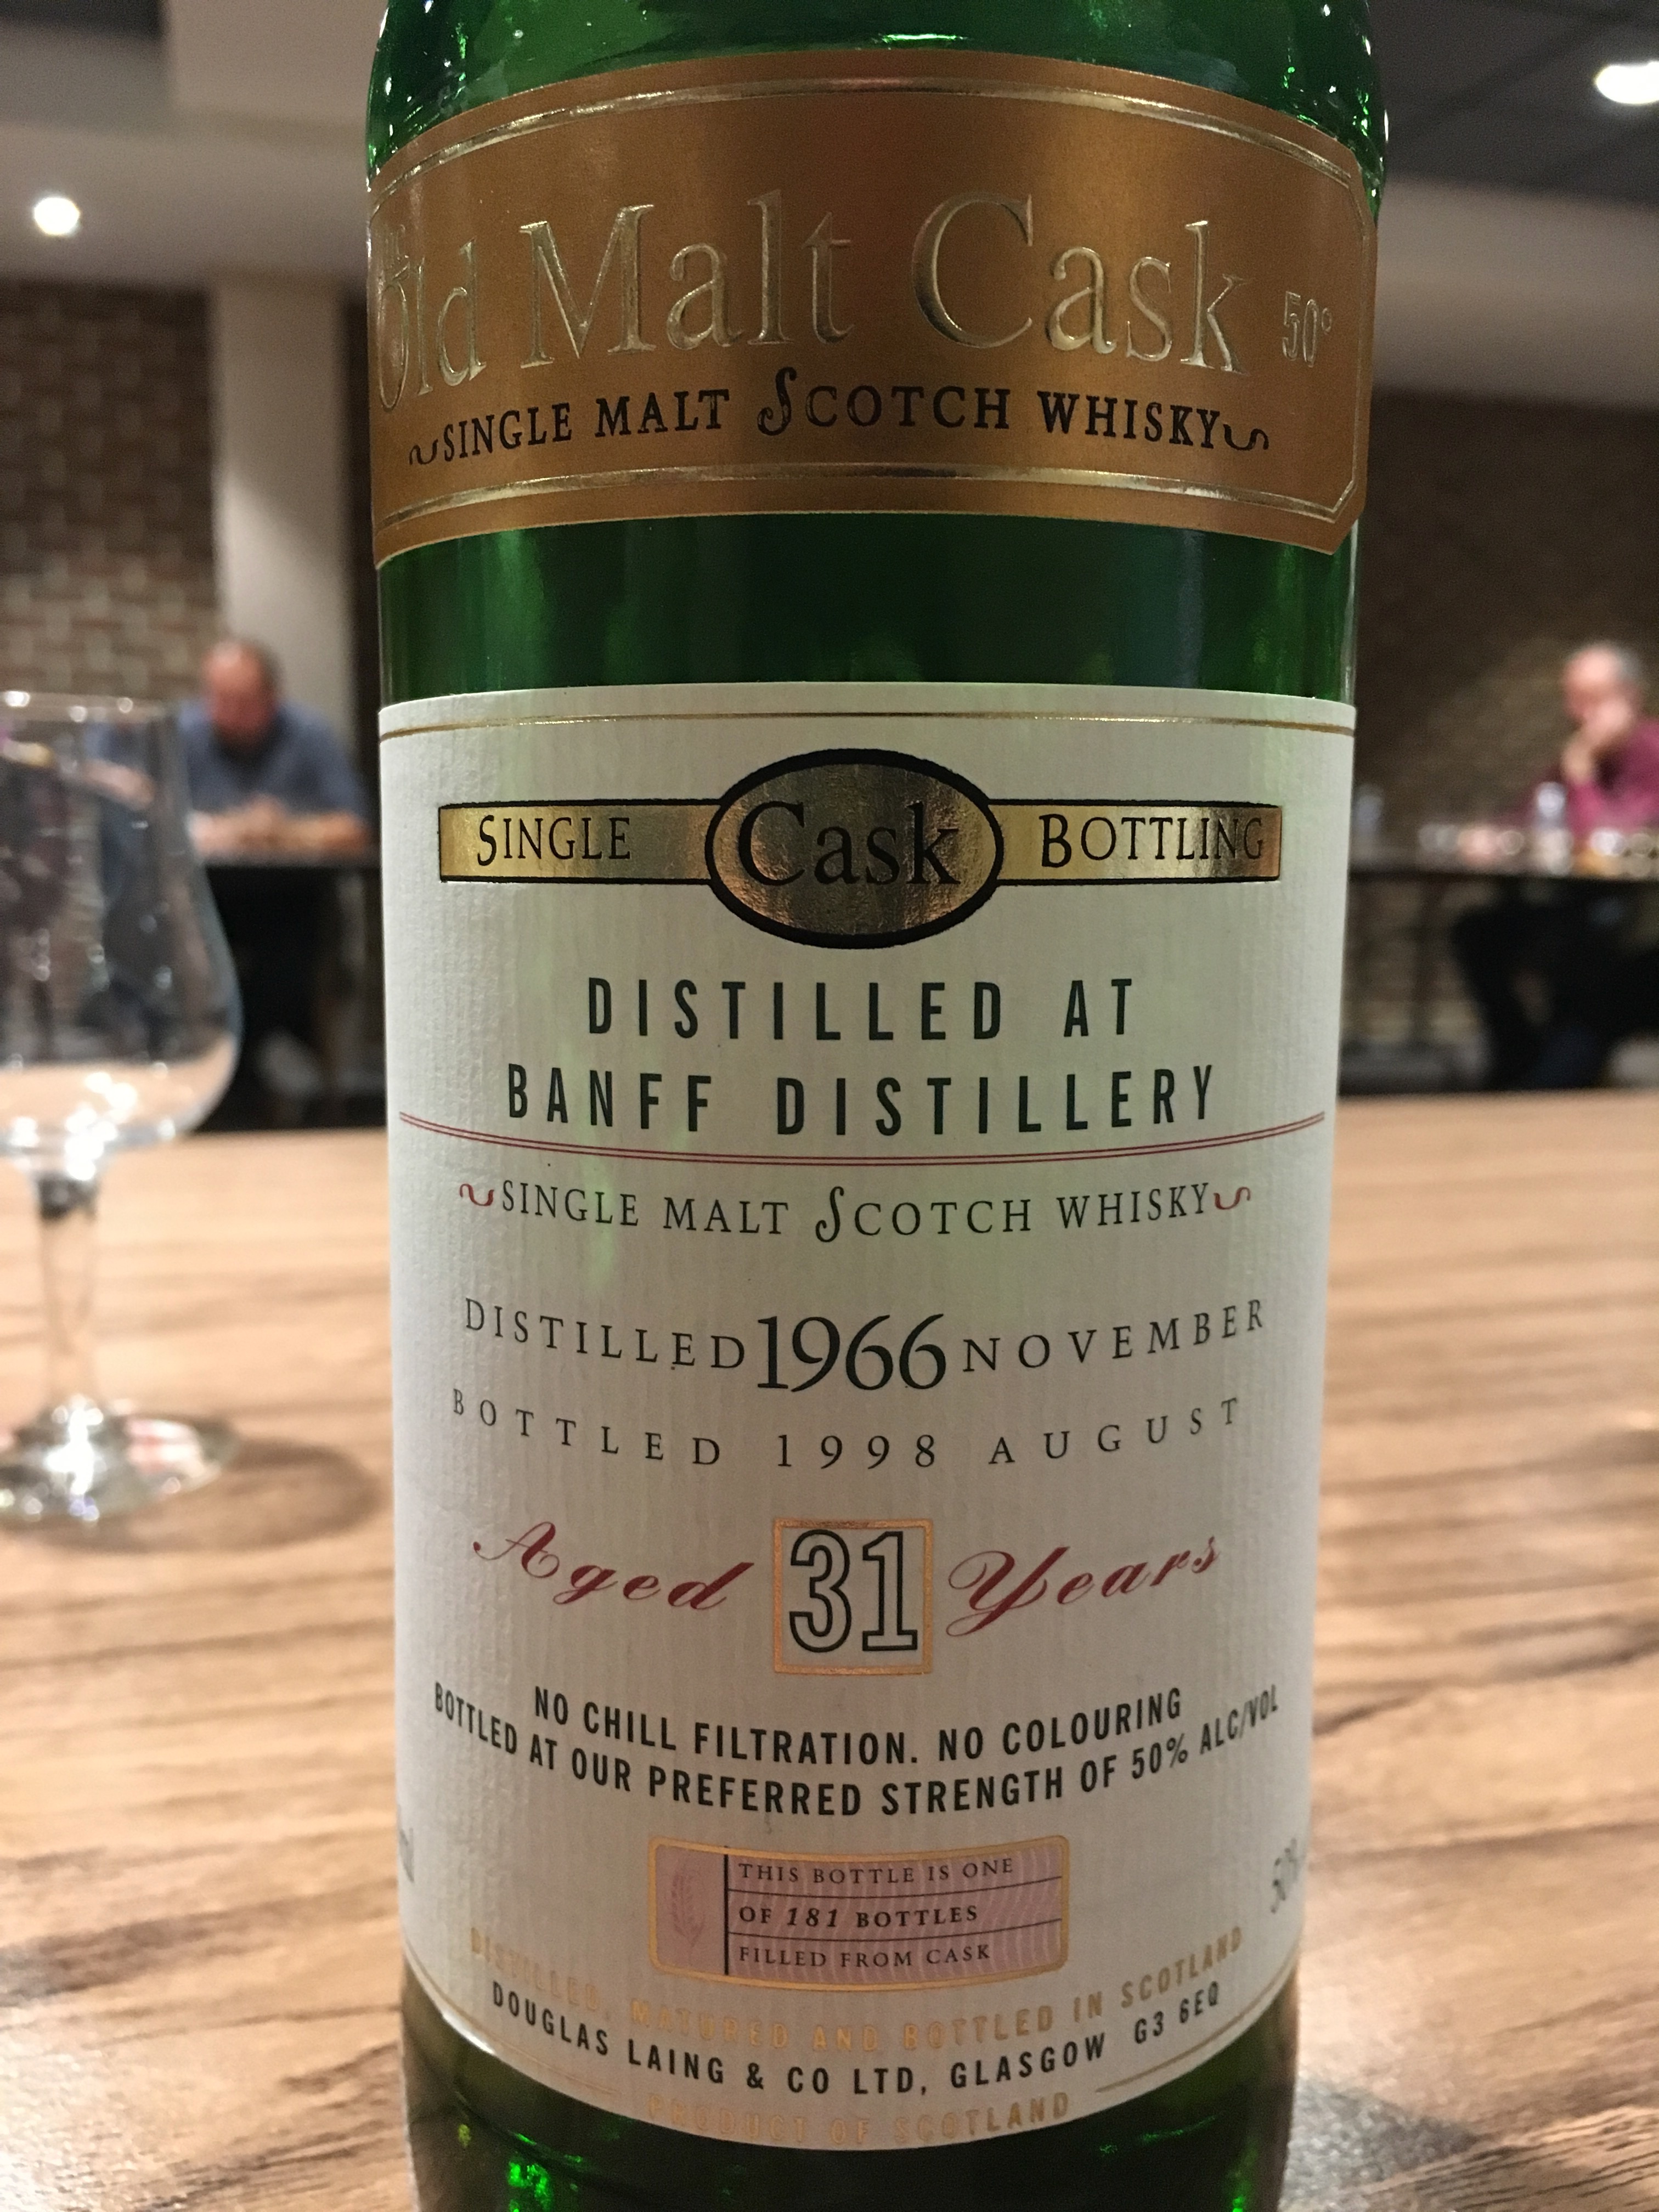 Old Malt Cask 50°
SINGLE MALT SCOTCH WHISKY
SINGLE Cask BOTTLING
DISTILLED AT
BANFF DISTILLERY
SINGLE MALT SCOTCH WHISKY
DISTILLED 1966 NOVEMBER
BOTTLED 1998 AUGUST
Aged 31 Years
NO CHILL FILTRATION. NO COLOURING
BOTTLED AT OUR PREFERRED STRENGTH OF 50% ALC/VOL
THIS BOTTLE IS ONE
OF 181 BOTTLES
FILLED FROM CASK
50%
DISTILLED, MATURED AND BOTTLED IN SCOTLAND
DOUGLAS LAING & CO LTD, GLASGOW G3 6EQ
PRODUCT OF SCOTLAND